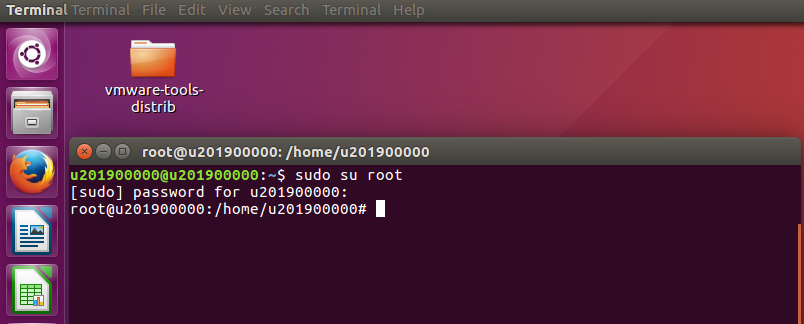 Terminal Terminal File Edit View Search Terminal Help
vmware-tools-
distrib
root@u201900000: /home/u201900000
u201900000@u201900000:~$ sudo su root
[sudo] password for u201900000:
root@u201900000:/home/u201900000#